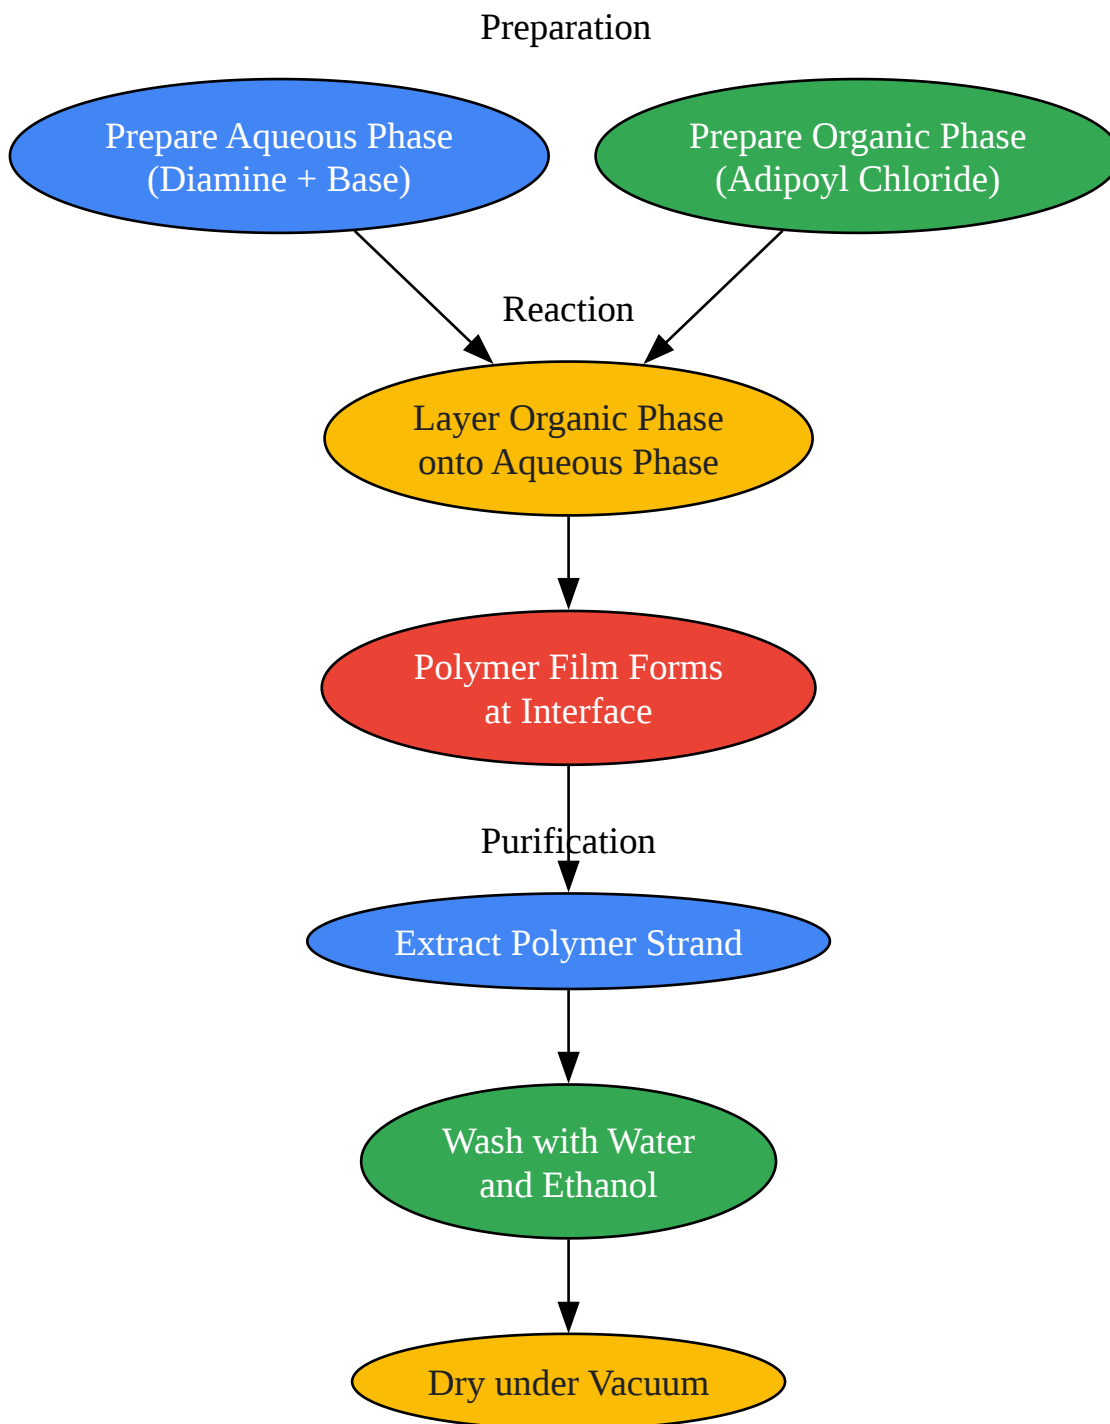 Preparation
Prepare Aqueous Phase
(Diamine + Base)
Prepare Organic Phase
(Adipoyl Chloride)
Reaction
Layer Organic Phase
onto Aqueous Phase
Polymer Film Forms
at Interface
Purification
Extract Polymer Strand
Wash with Water
and Ethanol
Dry under Vacuum